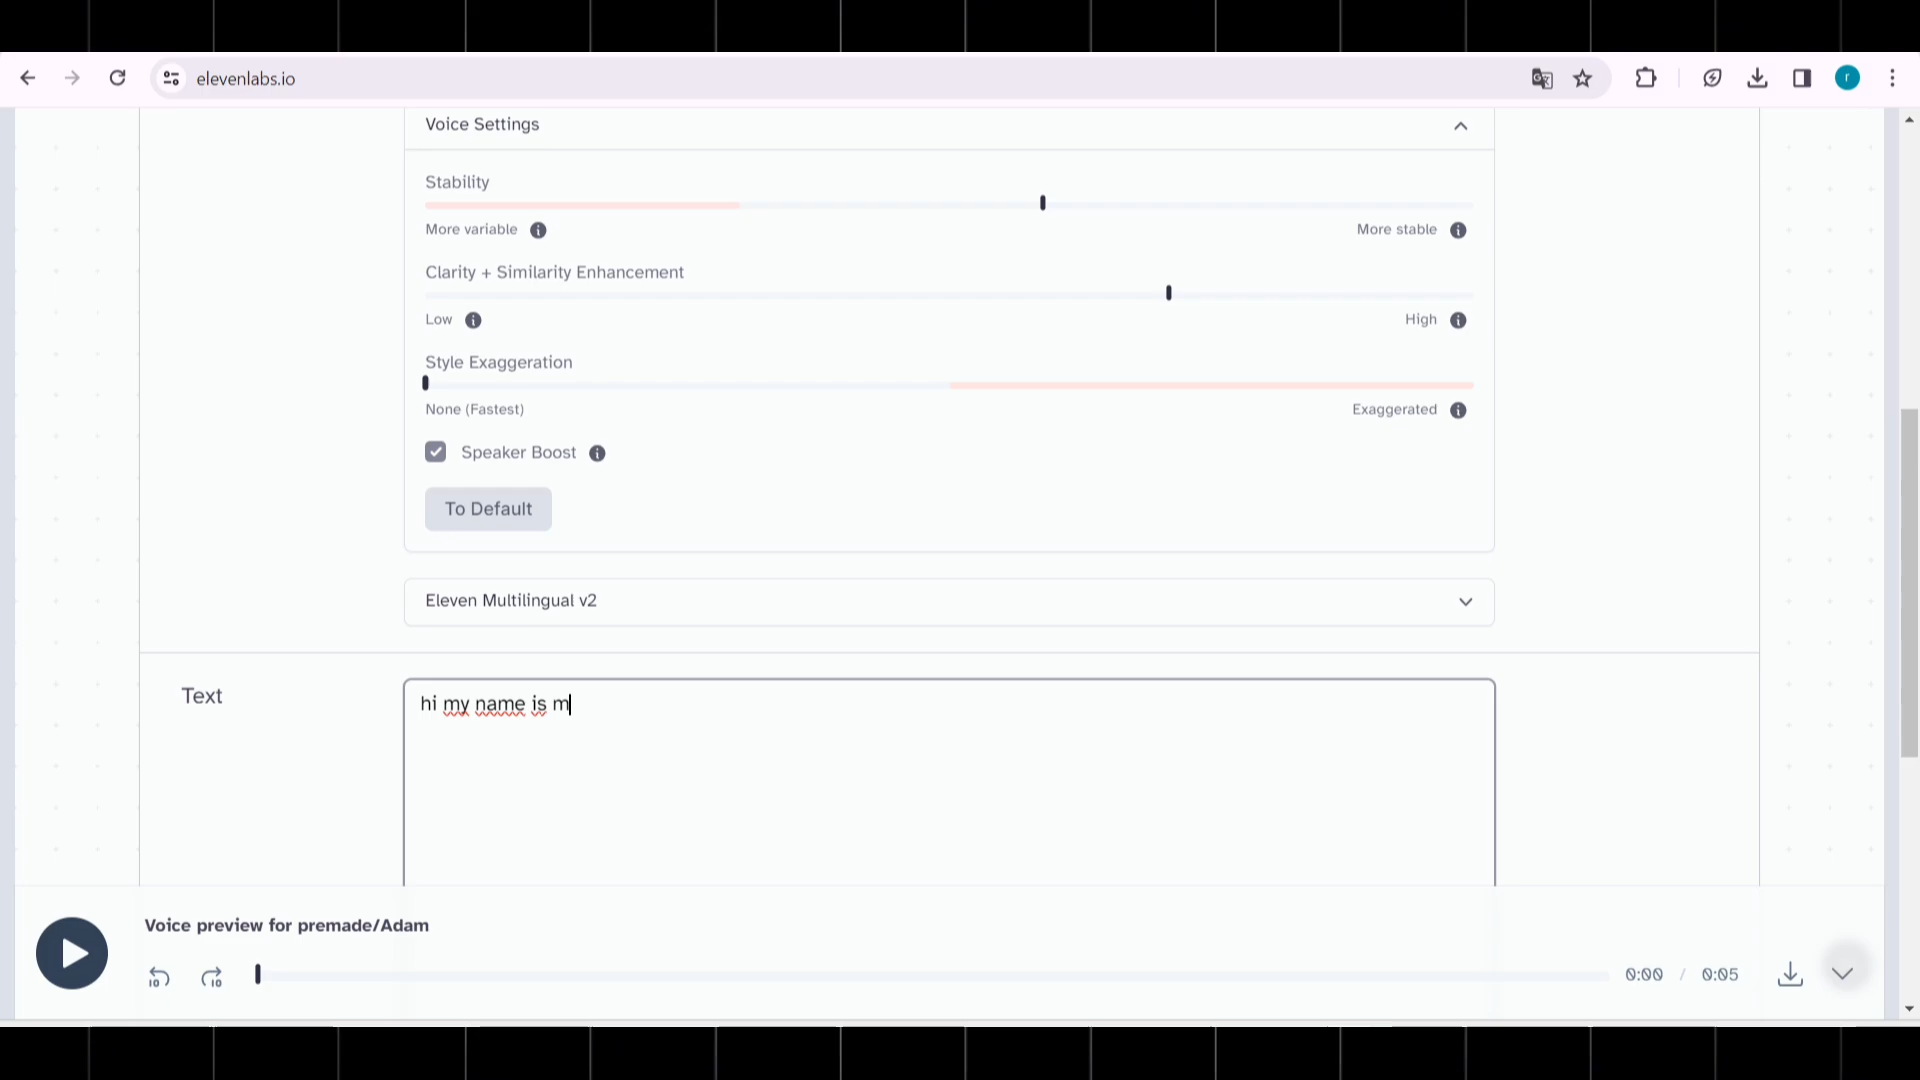 elevenlabs.io
r
Voice Settings
Stability
More variable
More stable
Clarity + Similarity Enhancement
Low
High
Style Exaggeration
None (Fastest)
Exaggerated
Speaker Boost
To Default
Eleven Multilingual v2
Text
hi my name is m
Voice preview for premade/Adam
10 10 0:00 / 0:05